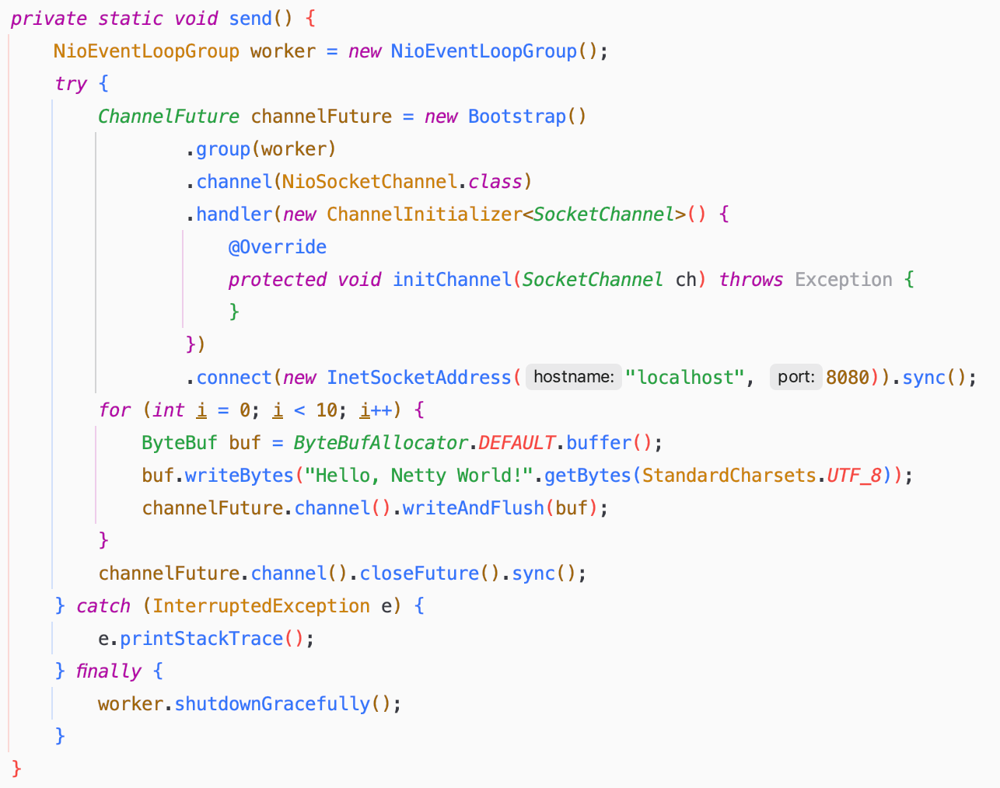 private static void send() {
    NioEventLoopGroup worker = new NioEventLoopGroup();
    try {
        ChannelFuture channelFuture = new Bootstrap()
                .group(worker)
                .channel(NioSocketChannel.class)
                .handler(new ChannelInitializer<SocketChannel>() {
                    @Override
                    protected void initChannel(SocketChannel ch) throws Exception {
                    }
                })
                .connect(new InetSocketAddress( hostname: "localhost",  port: 8080)).sync();
        for (int i = 0; i < 10; i++) {
            ByteBuf buf = ByteBufAllocator.DEFAULT.buffer();
            buf.writeBytes("Hello, Netty World!".getBytes(StandardCharsets.UTF_8));
            channelFuture.channel().writeAndFlush(buf);
        }
        channelFuture.channel().closeFuture().sync();
    } catch (InterruptedException e) {
        e.printStackTrace();
    } finally {
        worker.shutdownGracefully();
    }
}